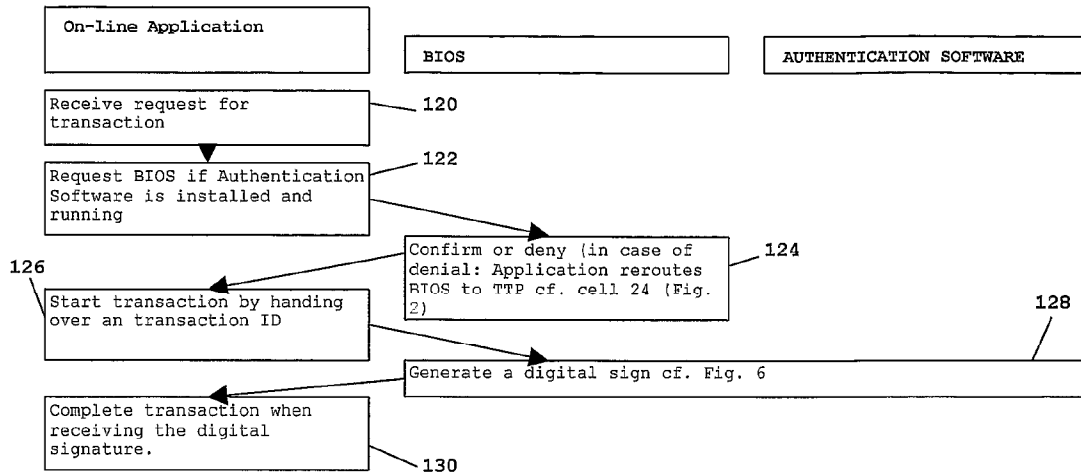 On-line Application
BIOS
AUTHENTICATION SOFTWARE
Receive request for
transaction
120
122
Request BIOS if Authentication
Software is installed and
running
Confirm or deny (in case of
denial: Application reroutes
BIOS to TTP cf. cell 24 (Fig.
2)
124
126
Start transaction by handing
over an transaction ID
128
Generate a digital sign cf. Fig. 6
Complete transaction when
receiving the digital
signature.
130